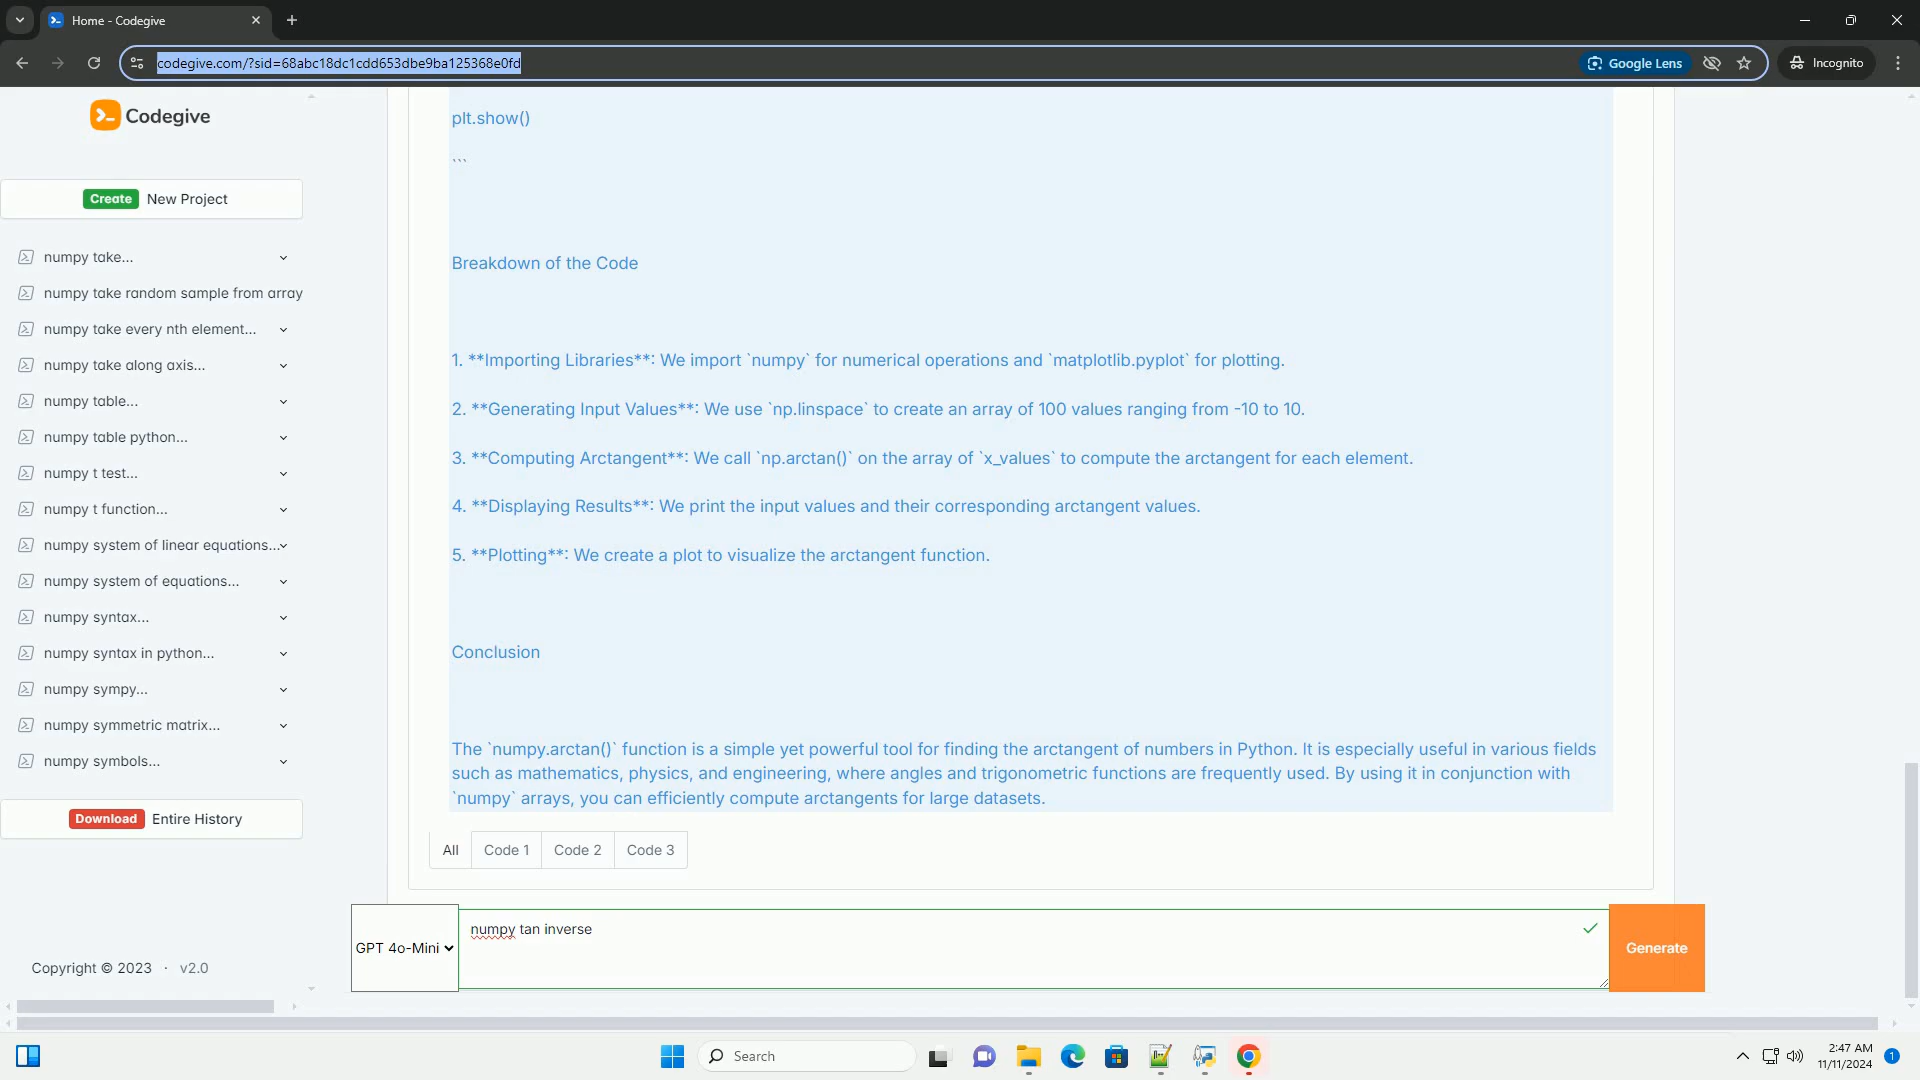 Home - Codegive
codegive.com/?sid=68abc18dc1cdd653dbe9ba125368e0fd
Google Lens
Incognito
Codegive
Create New Project
numpy take...
numpy take random sample from array
numpy take every nth element...
numpy take along axis...
numpy table...
numpy table python...
numpy t test...
numpy t function...
numpy system of linear equations...
numpy system of equations...
numpy syntax...
numpy syntax in python...
numpy sympy...
numpy symmetric matrix...
numpy symbols...
Download Entire History
Copyright © 2023 · v2.0
plt.show()
```
Breakdown of the Code
1. **Importing Libraries**: We import `numpy` for numerical operations and `matplotlib.pyplot` for plotting.
2. **Generating Input Values**: We use `np.linspace` to create an array of 100 values ranging from -10 to 10.
3. **Computing Arctangent**: We call `np.arctan()` on the array of `x_values` to compute the arctangent for each element.
4. **Displaying Results**: We print the input values and their corresponding arctangent values.
5. **Plotting**: We create a plot to visualize the arctangent function.
Conclusion
The `numpy.arctan()` function is a simple yet powerful tool for finding the arctangent of numbers in Python. It is especially useful in various fields
such as mathematics, physics, and engineering, where angles and trigonometric functions are frequently used. By using it in conjunction with
`numpy` arrays, you can efficiently compute arctangents for large datasets.
All Code 1 Code 2 Code 3
GPT 4o-Mini
numpy tan inverse
Generate
Search
2:47 AM
11/11/2024
1